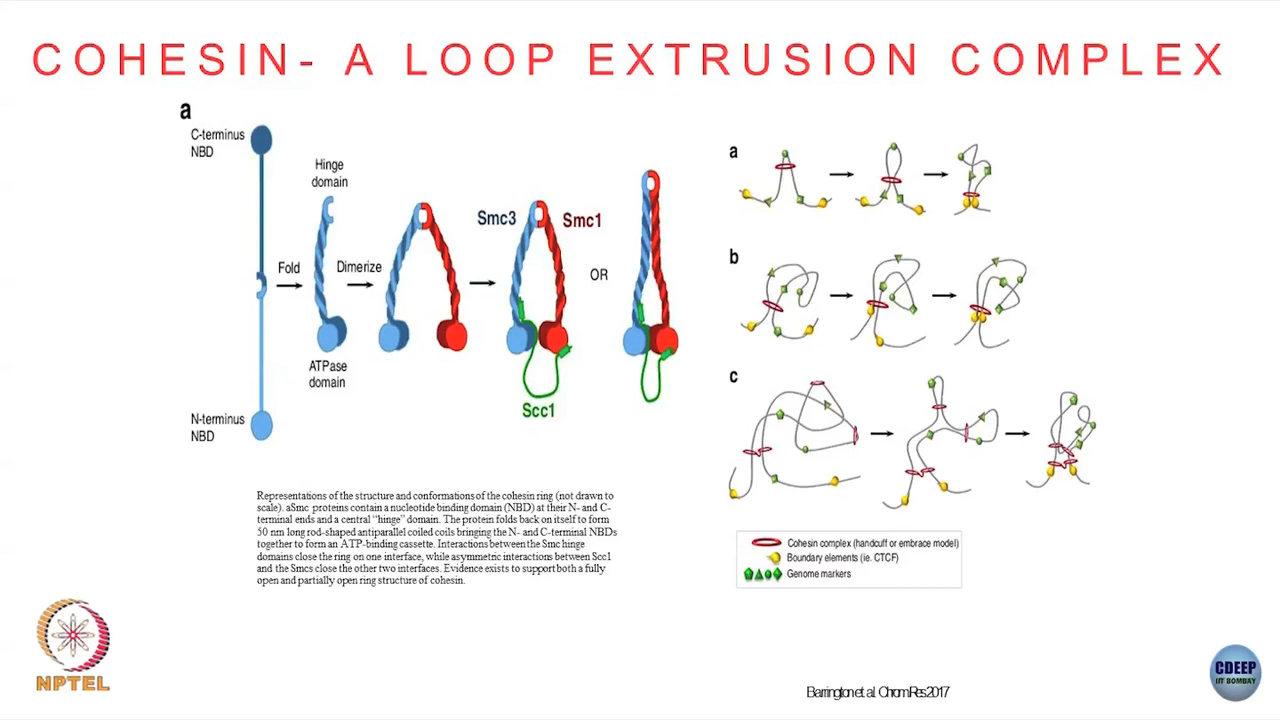 COHESIN- A LOOP EXTRUSION COMPLEX
a
C-terminus
NBD
Hinge
domain
Fold
Dimerize
Smc3
Smc1
OR
ATPase
domain
N-terminus
NBD
Scc1
Representations of the structure and conformations of the cohesin ring (not drawn to
scale). aSmc proteins contain a nucleotide binding domain (NBD) at their N- and C-
terminal ends and a central “hinge” domain. The protein folds back on itself to form
50 nm long rod-shaped antiparallel coiled coils bringing the N- and C-terminal NBDs
together to form an ATP-binding cassette. Interactions between the Smc hinge
domains close the ring on one interface, while asymmetric interactions between Scc1
and the Smcs close the other two interfaces. Evidence exists to support both a fully
open and partially open ring structure of cohesin.
a
b
c
Cohesin complex (handcuff or embrace model)
Boundary elements (ie. CTCF)
Genome markers
NPTEL
Barrington et a.l. Chrom Res 2017
CDEEP
IIT BOMBAY